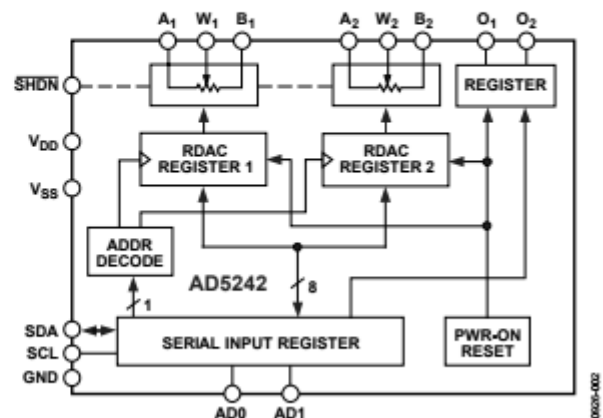 A1 W1 B1 A2 W2 B2 O1 O2
SHDN
REGISTER
VDD
RDAC
REGISTER 1
RDAC
REGISTER 2
VSS
ADDR
DECODE
AD5242
1
8
SDA
SERIAL INPUT REGISTER
PWR-ON
RESET
SCL
GND
AD0 AD1